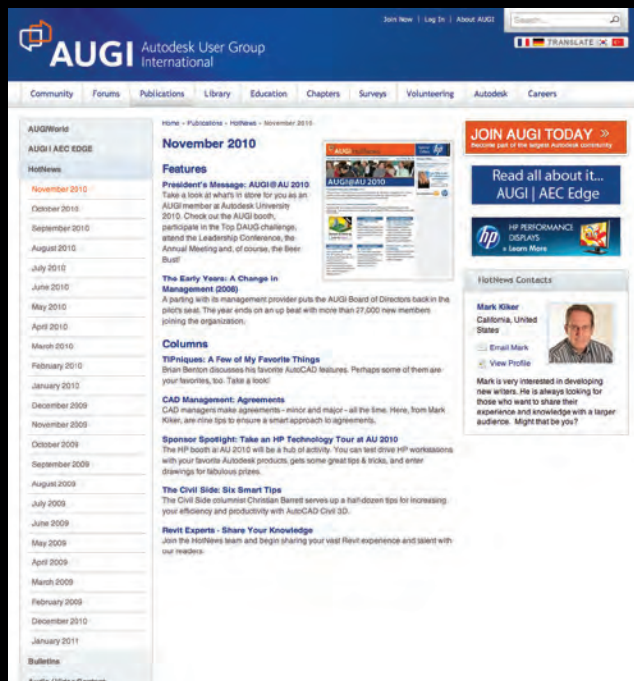 Join Now | Log In | About AUGI
Search...
AUGI Autodesk User Group
International
TRANSLATE
Community Forums Publications Library Education Chapters Surveys Volunteering Autodesk Careers
AUGIWorld
AUGI | AEC EDGE
HotNews
November 2010
October 2010
September 2010
August 2010
July 2010
June 2010
May 2010
April 2010
March 2010
February 2010
January 2010
December 2009
November 2009
October 2009
September 2009
August 2009
July 2009
June 2009
May 2009
April 2009
March 2009
February 2009
December 2010
January 2011
Bulletins
Home » Publications » HotNews » November 2010
November 2010
Features
President's Message: AUGI@AU 2010
Take a look at what's in store for you as an
AUGI member at Autodesk University
2010. Check out the AUGI booth,
participate in the Top DAUG challenge,
attend the Leadership Conference, the
Annual Meeting and, of course, the Beer
Bust!
The Early Years: A Change in
Management (2006)
A parting with its management provider puts the AUGI Board of Directors back in the
pilot's seat. The year ends on an up beat with more than 27,000 new members
joining the organization.
Columns
TIPniques: A Few of My Favorite Things
Brian Benton discusses his favorite AutoCAD features. Perhaps some of them are
your favorites, too. Take a look!
CAD Management: Agreements
CAD managers make agreements - minor and major - all the time. Here, from Mark
Kiker, are nine tips to ensure a smart approach to agreements.
Sponsor Spotlight: Take an HP Technology Tour at AU 2010
The HP booth at AU 2010 will be a hub of activity. You can test drive HP workstations
with your favorite Autodesk products, gets some great tips & tricks, and enter
drawings for fabulous prizes.
The Civil Side: Six Smart Tips
The Civil Side columnist Christian Barrett serves up a half-dozen tips for increasing
your efficiency and productivity with AutoCAD Civil 3D.
Revit Experts - Share Your Knowledge
Join the HotNews team and begin sharing your vast Revit experience and talent with
our readers.
AUGI HotNews
AUGI@AU 2010
JOIN AUGI TODAY »
Become part of the largest Autodesk community
Read all about it...
AUGI | AEC Edge
hp
HP PERFORMANCE
DISPLAYS
» Learn More
HotNews Contacts
Mark Kiker
California, United
States
Email Mark
View Profile
Mark is very interested in developing
new writers. He is always looking for
those who want to share their
experience and knowledge with a larger
audience. Might that be you?